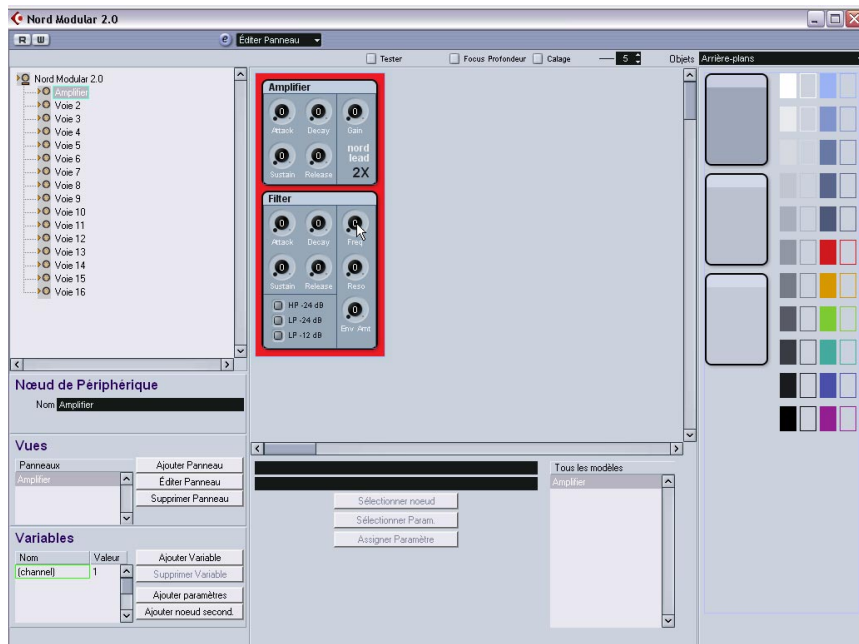 Nord Modular 2.0
R W e Éditer Panneau
Tester Focus Profondeur Calage 5 Objets Arrière-plans
Nord Modular 2.0
Amplifier
Voie 2
Voie 3
Voie 4
Voie 5
Voie 6
Voie 7
Voie 8
Voie 9
Voie 10
Voie 11
Voie 12
Voie 13
Voie 14
Voie 15
Voie 16
Amplifier
0 0 0
Attack Decay Gain
0 0 nord
lead
Sustain Release 2X
Filter
0 0 0
Attack Decay Freq
0 0 0
Sustain Release Reso
HP -24 dB
LP -24 dB
LP -12 dB
0
Env Amt
Nœud de Périphérique
Nom Amplifier
Vues
Panneaux
Amplifier
Ajouter Panneau
Éditer Panneau
Supprimer Panneau
Variables
Nom Valeur
(channel) 1
Ajouter Variable
Supprimer Variable
Ajouter paramètres
Ajouter noeud second.
Sélectionner noeud
Sélectionner Param.
Assigner Paramètre
Tous les modèles
Amplifier